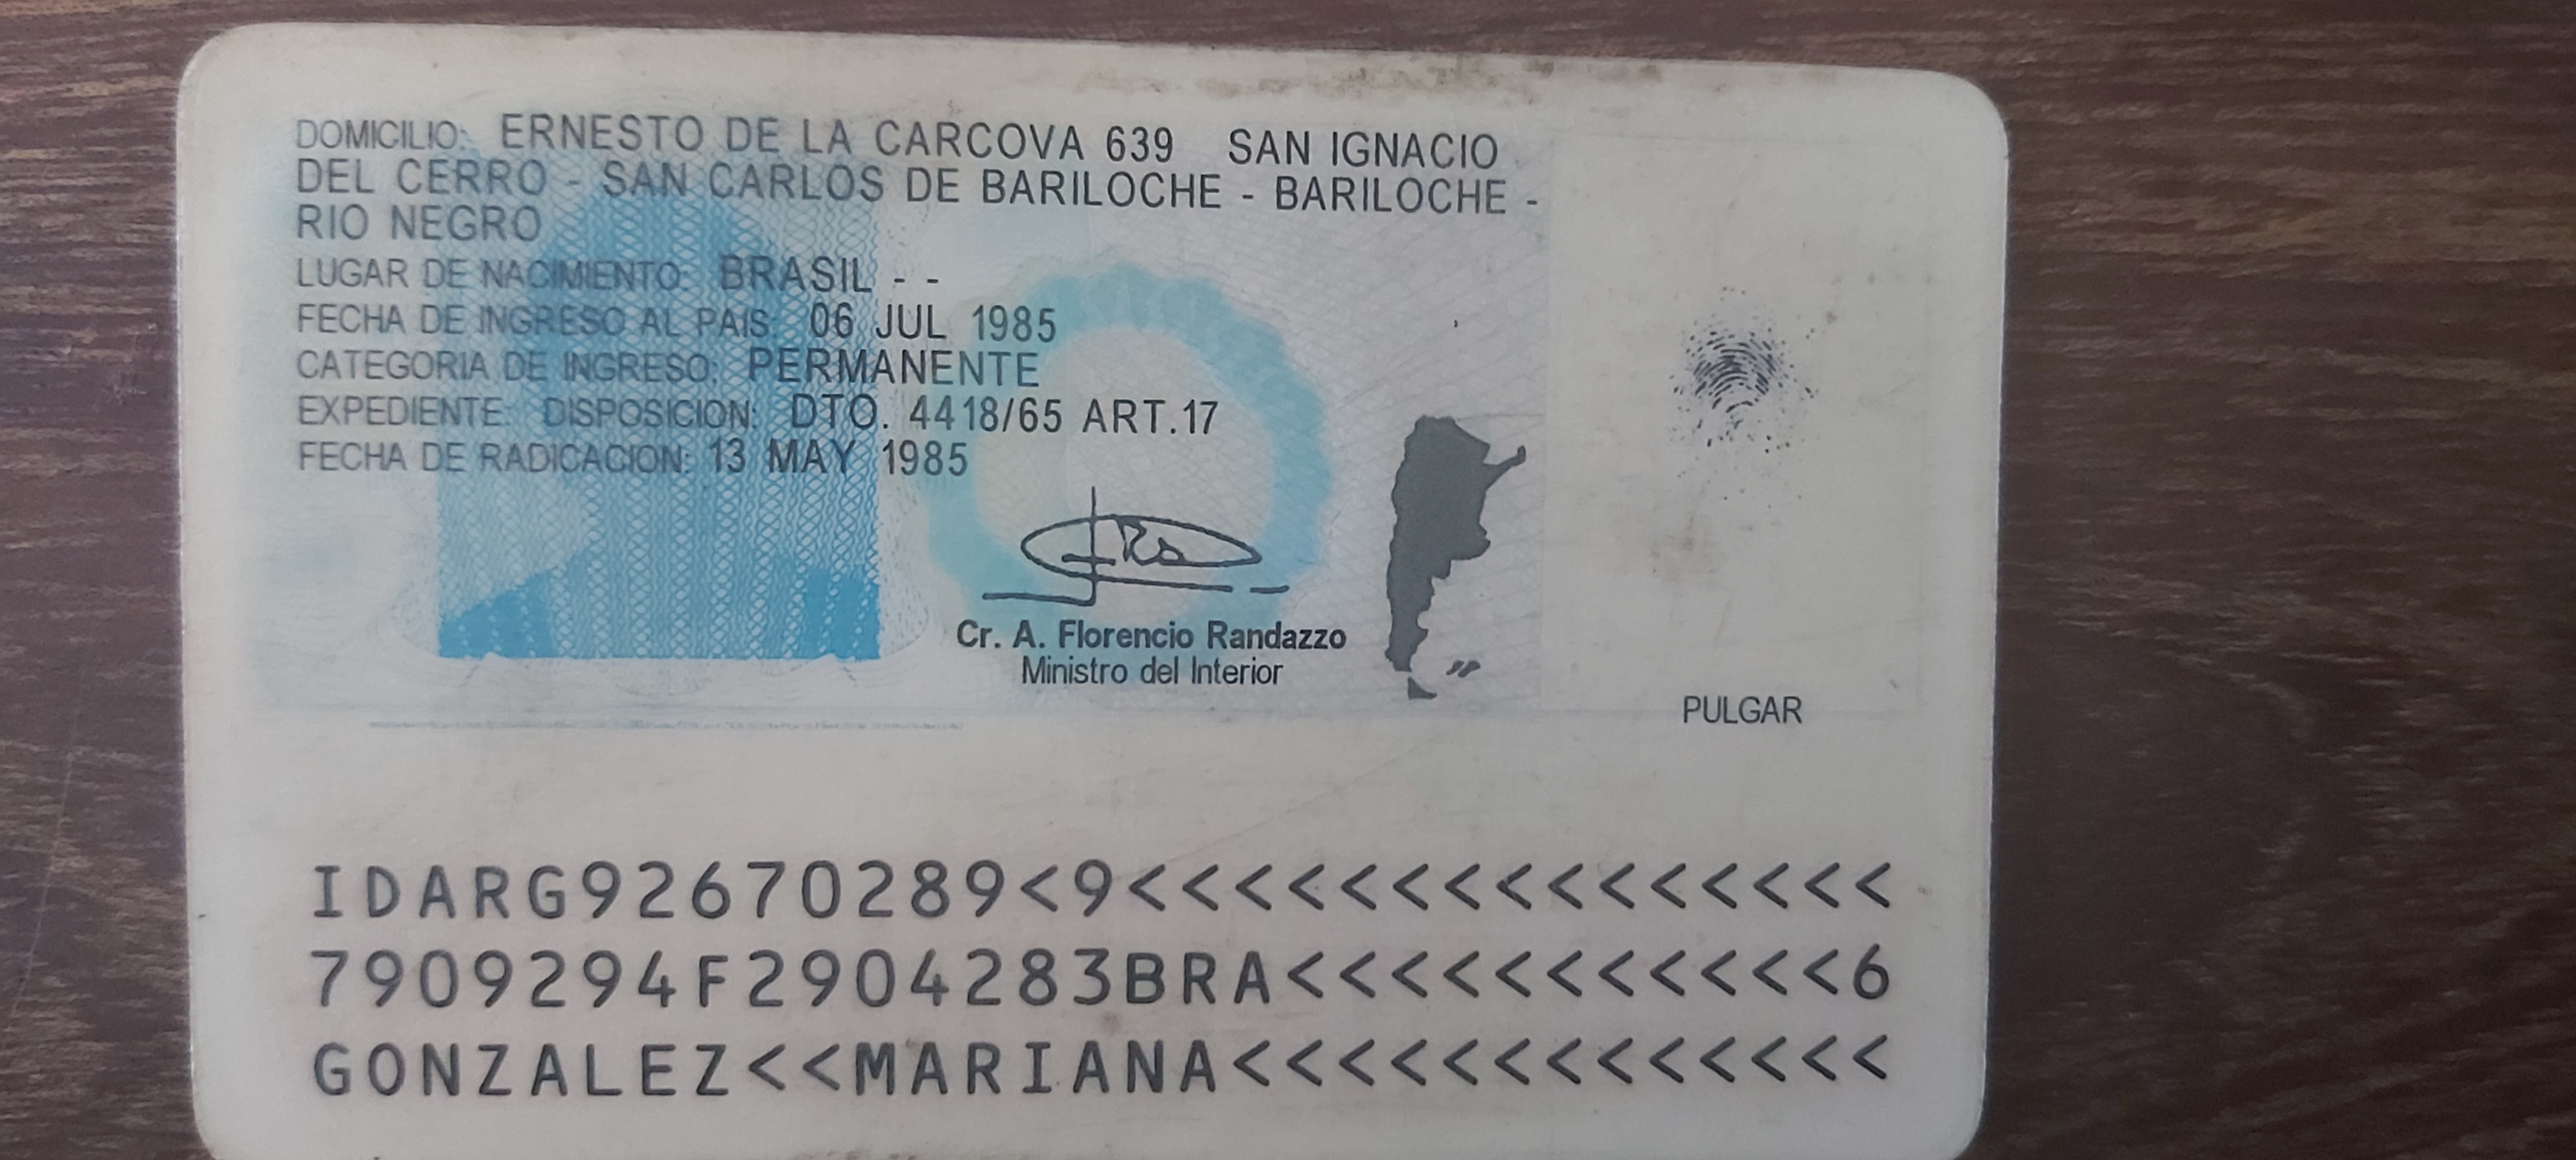 DOMICILIO: ERNESTO DE LA CARCOVA 639 SAN IGNACIO
DEL CERRO - SAN CARLOS DE BARILOCHE - BARILOCHE -
RIO NEGRO
LUGAR DE NACIMIENTO: BRASIL - -
FECHA DE INGRESO AL PAIS: 06 JUL 1985
CATEGORIA DE INGRESO: PERMANENTE
EXPEDIENTE: DISPOSICION: DTO. 4418/65 ART.17
FECHA DE RADICACION: 13 MAY 1985
Cr. A. Florencio Randazzo
Ministro del Interior
PULGAR
IDARG92670289<9<<<<<<<<<<<<<<<
7909294F2904283BRA<<<<<<<<<<<6
GONZALEZ<<MARIANA<<<<<<<<<<<<<